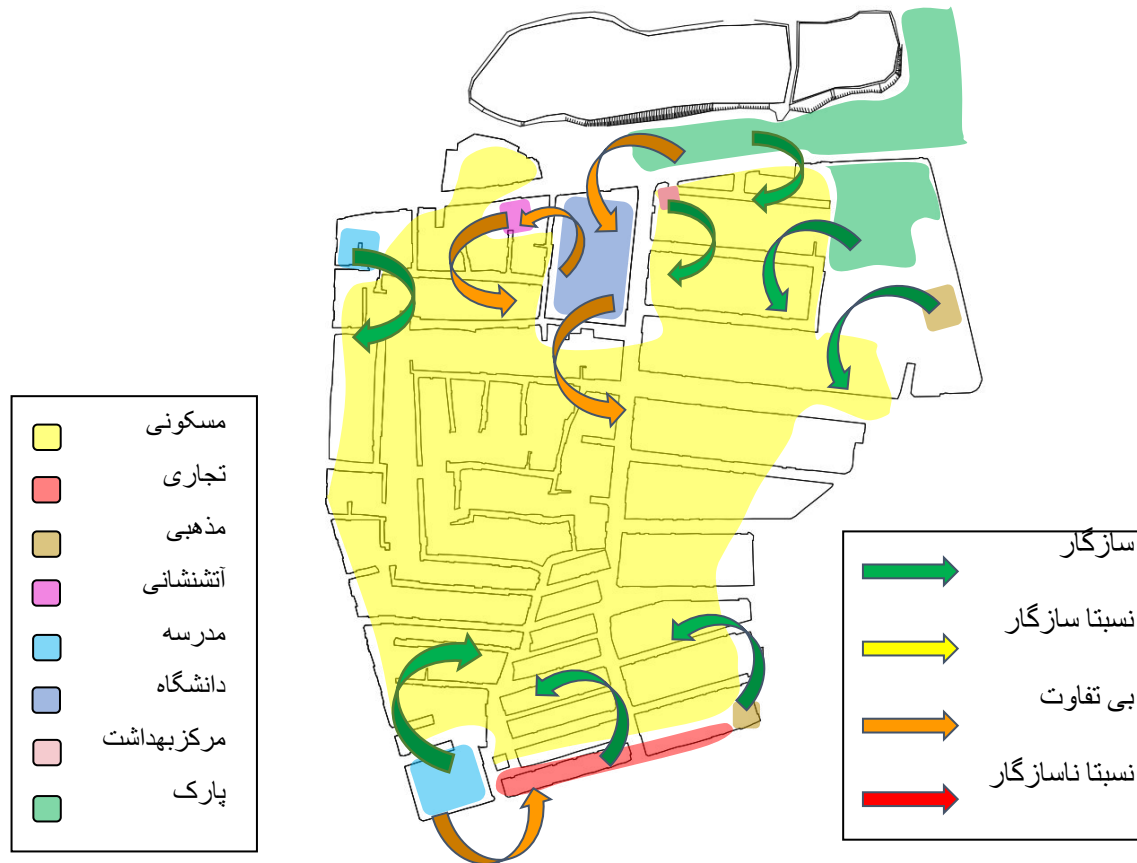 مسکونی
تجاری
مذهبی
آتشنشانی
مدرسه
دانشگاه
مرکزبهداشت
پارک
سازگار
نسبتا سازگار
بی تفاوت
نسبتا ناسازگار